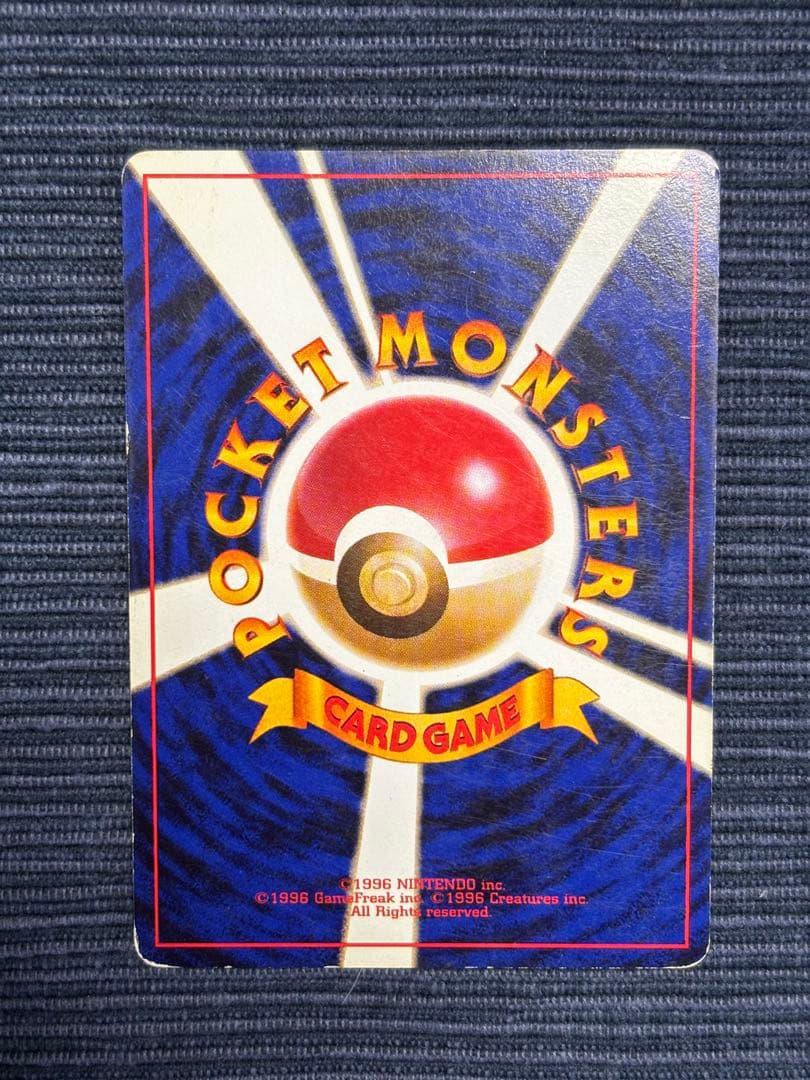 POCKET MONSTERS
CARD GAME
©1996 NINTENDO inc.
©1996 GameFreak inc. ©1996 Creatures inc.
All Rights reserved.